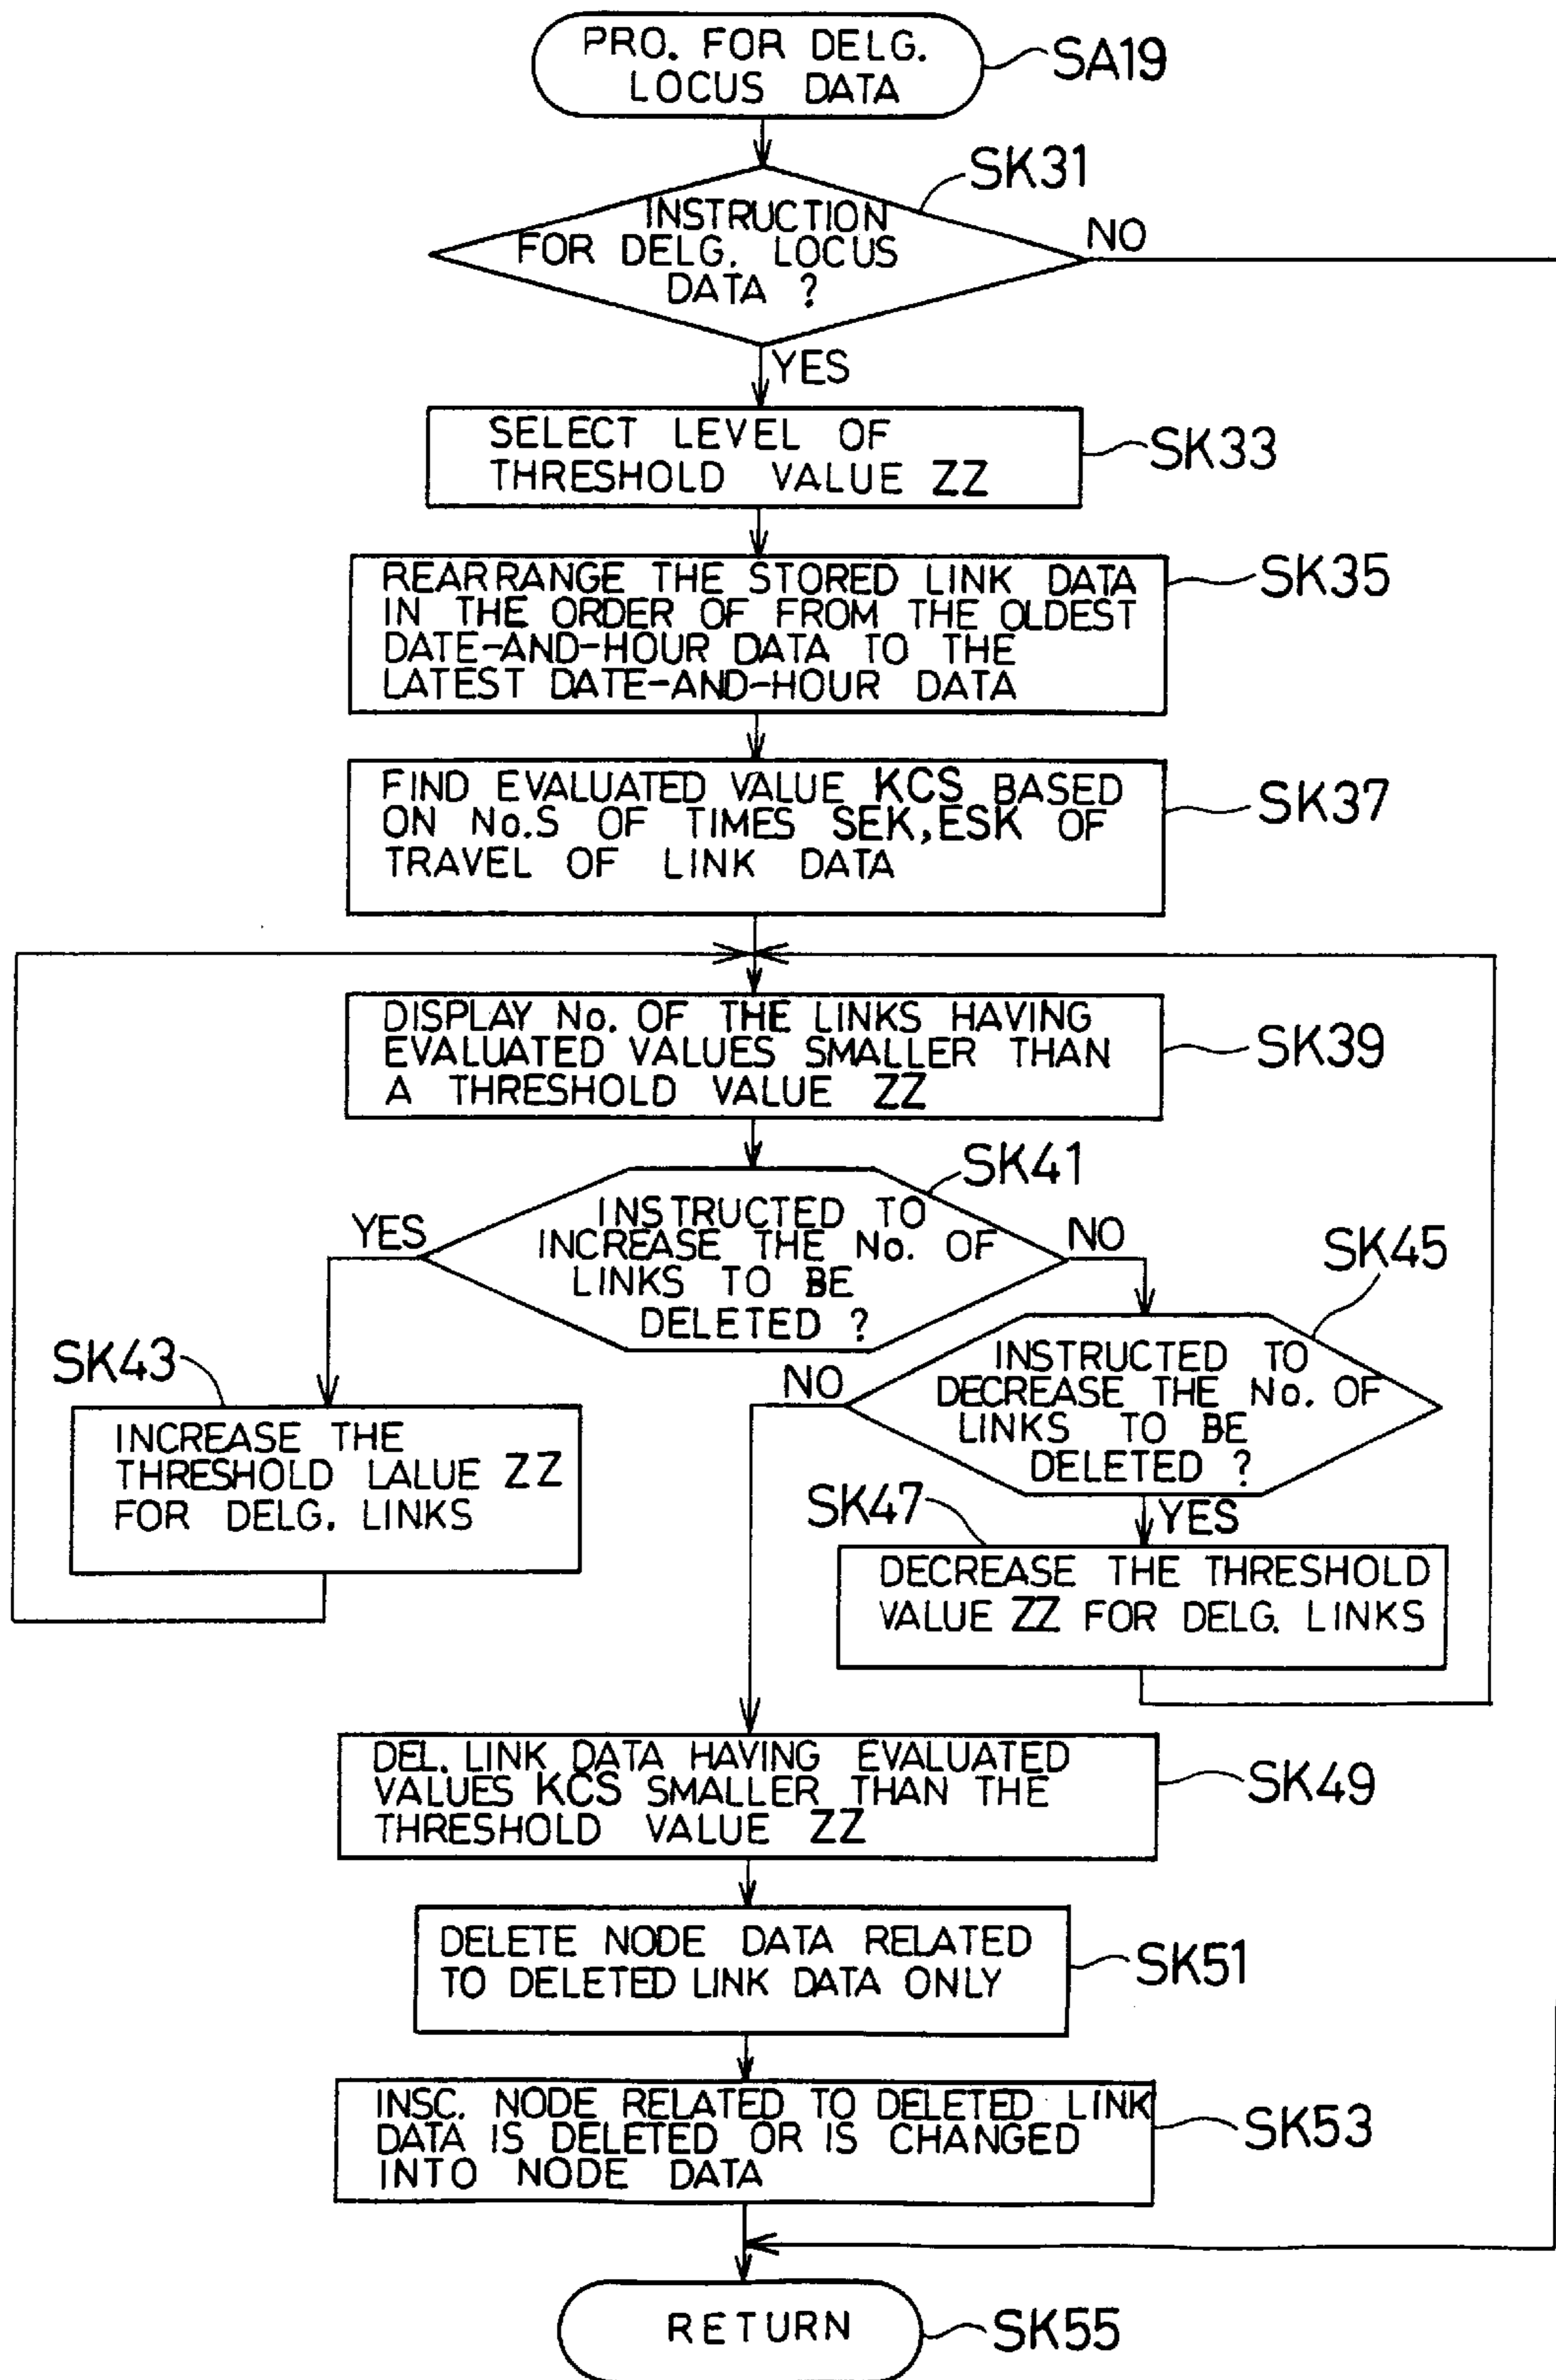 PRO. FOR DELG.
LOCUS DATA
SA19
SK31
INSTRUCTION
FOR DELG. LOCUS
DATA ?
NO
YES
SELECT LEVEL OF
THRESHOLD VALUE ZZ
SK33
REARRANGE THE STORED LINK DATA
IN THE ORDER OF FROM THE OLDEST
DATE-AND-HOUR DATA TO THE
LATEST DATE-AND-HOUR DATA
SK35
FIND EVALUATED VALUE KCS BASED
ON No.S OF TIMES SEK,ESK OF
TRAVEL OF LINK DATA
SK37
DISPLAY No. OF THE LINKS HAVING
EVALUATED VALUES SMALLER THAN
A THRESHOLD VALUE ZZ
SK39
SK41
INSTRUCTED TO
INCREASE THE No. OF
LINKS TO BE
DELETED ?
YES
NO
SK45
SK43
INCREASE THE
THRESHOLD LALUE ZZ
FOR DELG. LINKS
INSTRUCTED TO
DECREASE THE No. OF
LINKS TO BE
DELETED ?
NO
YES
SK47
DECREASE THE THRESHOLD
VALUE ZZ FOR DELG. LINKS
DEL. LINK DATA HAVING EVALUATED
VALUES KCS SMALLER THAN THE
THRESHOLD VALUE ZZ
SK49
DELETE NODE DATA RELATED
TO DELETED LINK DATA ONLY
SK51
INSC. NODE RELATED TO DELETED LINK
DATA IS DELETED OR IS CHANGED
INTO NODE DATA
SK53
RETURN
SK55